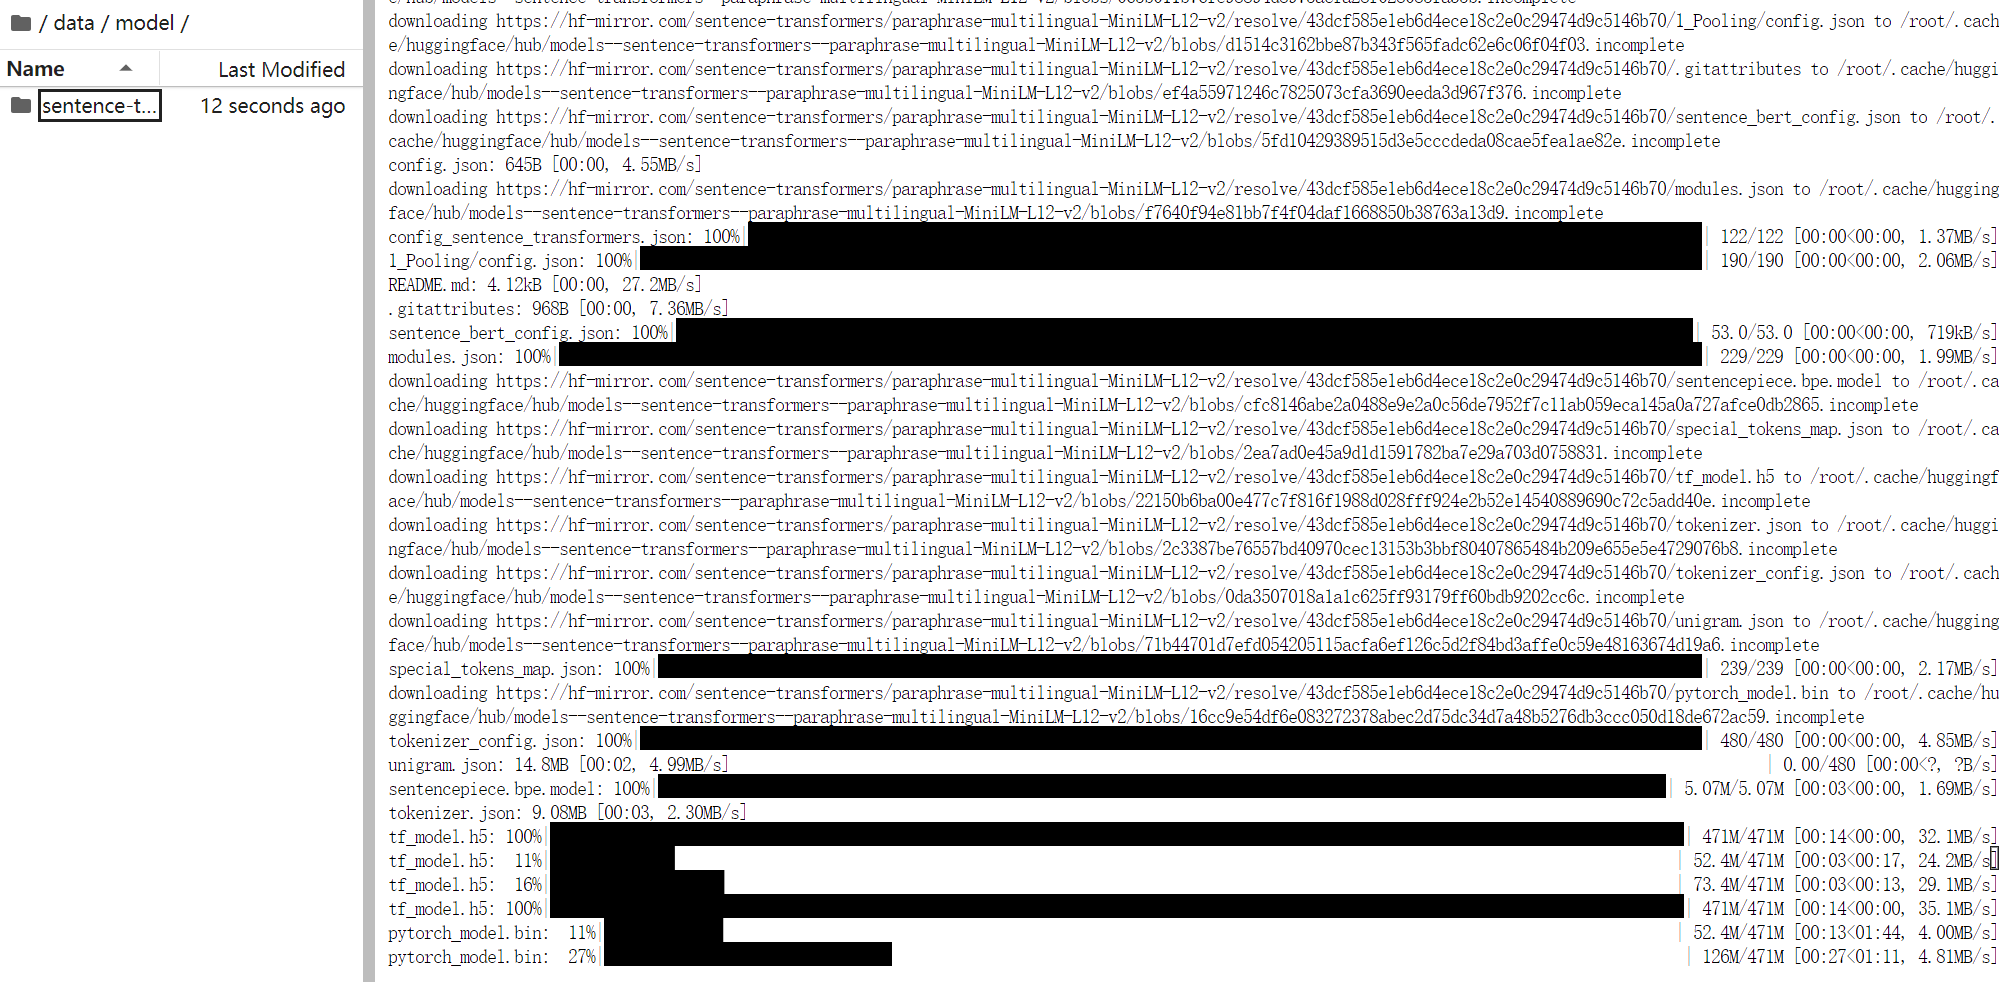 / data / model /
Name
Last Modified
sentence-t...
12 seconds ago
downloading https://hf-mirror.com/sentence-transformers/paraphrase-multilingual-MiniLM-L12-v2/resolve/43dcf585e1eb6d4ece18c2e0c29474d9c5146b70/1_Pooling/config.json to /root/.cach
e/huggingface/hub/models--sentence-transformers--paraphrase-multilingual-MiniLM-L12-v2/blobs/d1514c3162bbe87b343f565fadc62e6c06f04f03.incomplete
downloading https://hf-mirror.com/sentence-transformers/paraphrase-multilingual-MiniLM-L12-v2/resolve/43dcf585e1eb6d4ece18c2e0c29474d9c5146b70/.gitattributes to /root/.cache/huggi
ngface/hub/models--sentence-transformers--paraphrase-multilingual-MiniLM-L12-v2/blobs/ef4a55971246c7825073cfa3690eeda3d967f376.incomplete
downloading https://hf-mirror.com/sentence-transformers/paraphrase-multilingual-MiniLM-L12-v2/resolve/43dcf585e1eb6d4ece18c2e0c29474d9c5146b70/sentence_bert_config.json to /root/.
cache/huggingface/hub/models--sentence-transformers--paraphrase-multilingual-MiniLM-L12-v2/blobs/5fd10429389515d3e5cccdeda08cae5fea1ae82e.incomplete
config.json: 645B [00:00, 4.55MB/s]
downloading https://hf-mirror.com/sentence-transformers/paraphrase-multilingual-MiniLM-L12-v2/resolve/43dcf585e1eb6d4ece18c2e0c29474d9c5146b70/modules.json to /root/.cache/hugging
face/hub/models--sentence-transformers--paraphrase-multilingual-MiniLM-L12-v2/blobs/f7640f94e81bb7f4f04daf1668850b38763a13d9.incomplete
config_sentence_transformers.json: 100% 122/122 [00:00<00:00, 1.37MB/s]
1_Pooling/config.json: 100% 190/190 [00:00<00:00, 2.06MB/s]
README.md: 4.12kB [00:00, 27.2MB/s]
.gitattributes: 968B [00:00, 7.36MB/s]
sentence_bert_config.json: 100% 53.0/53.0 [00:00<00:00, 719kB/s]
modules.json: 100% 229/229 [00:00<00:00, 1.99MB/s]
downloading https://hf-mirror.com/sentence-transformers/paraphrase-multilingual-MiniLM-L12-v2/resolve/43dcf585e1eb6d4ece18c2e0c29474d9c5146b70/sentencepiece.bpe.model to /root/.ca
che/huggingface/hub/models--sentence-transformers--paraphrase-multilingual-MiniLM-L12-v2/blobs/cfc8146abe2a0488e9e2a0c56de7952f7c11ab059eca145a0a727afce0db2865.incomplete
downloading https://hf-mirror.com/sentence-transformers/paraphrase-multilingual-MiniLM-L12-v2/resolve/43dcf585e1eb6d4ece18c2e0c29474d9c5146b70/special_tokens_map.json to /root/.ca
che/huggingface/hub/models--sentence-transformers--paraphrase-multilingual-MiniLM-L12-v2/blobs/2ea7ad0e45a9d1d1591782ba7e29a703d0758831.incomplete
downloading https://hf-mirror.com/sentence-transformers/paraphrase-multilingual-MiniLM-L12-v2/resolve/43dcf585e1eb6d4ece18c2e0c29474d9c5146b70/tf_model.h5 to /root/.cache/huggingf
ace/hub/models--sentence-transformers--paraphrase-multilingual-MiniLM-L12-v2/blobs/22150b6ba00e477c7f816f1988d028fff924e2b52e14540889690c72c5add40e.incomplete
downloading https://hf-mirror.com/sentence-transformers/paraphrase-multilingual-MiniLM-L12-v2/resolve/43dcf585e1eb6d4ece18c2e0c29474d9c5146b70/tokenizer.json to /root/.cache/huggi
ngface/hub/models--sentence-transformers--paraphrase-multilingual-MiniLM-L12-v2/blobs/2c3387be76557bd40970cec13153b3bbf80407865484b209e655e5e4729076b8.incomplete
downloading https://hf-mirror.com/sentence-transformers/paraphrase-multilingual-MiniLM-L12-v2/resolve/43dcf585e1eb6d4ece18c2e0c29474d9c5146b70/tokenizer_config.json to /root/.cach
e/huggingface/hub/models--sentence-transformers--paraphrase-multilingual-MiniLM-L12-v2/blobs/0da3507018a1a1c625ff93179ff60bdb9202cc6c.incomplete
downloading https://hf-mirror.com/sentence-transformers/paraphrase-multilingual-MiniLM-L12-v2/resolve/43dcf585e1eb6d4ece18c2e0c29474d9c5146b70/unigram.json to /root/.cache/hugging
face/hub/models--sentence-transformers--paraphrase-multilingual-MiniLM-L12-v2/blobs/71b44701d7efd054205115acfa6ef126c5d2f84bd3affe0c59e48163674d19a6.incomplete
special_tokens_map.json: 100% 239/239 [00:00<00:00, 2.17MB/s]
downloading https://hf-mirror.com/sentence-transformers/paraphrase-multilingual-MiniLM-L12-v2/resolve/43dcf585e1eb6d4ece18c2e0c29474d9c5146b70/pytorch_model.bin to /root/.cache/hu
ggingface/hub/models--sentence-transformers--paraphrase-multilingual-MiniLM-L12-v2/blobs/16cc9e54df6e083272378abec2d75dc34d7a48b5276db3ccc050d18de672ac59.incomplete
tokenizer_config.json: 100% 480/480 [00:00<00:00, 4.85MB/s]
unigram.json: 14.8MB [00:02, 4.99MB/s] 0.00/480 [00:00<?, ?B/s]
sentencepiece.bpe.model: 100% 5.07M/5.07M [00:03<00:00, 1.69MB/s]
tokenizer.json: 9.08MB [00:03, 2.30MB/s]
tf_model.h5: 100% 471M/471M [00:14<00:00, 32.1MB/s]
tf_model.h5: 11% 52.4M/471M [00:03<00:17, 24.2MB/s]
tf_model.h5: 16% 73.4M/471M [00:03<00:13, 29.1MB/s]
tf_model.h5: 100% 471M/471M [00:14<00:00, 35.1MB/s]
pytorch_model.bin: 11% 52.4M/471M [00:13<01:44, 4.00MB/s]
pytorch_model.bin: 27% 126M/471M [00:27<01:11, 4.81MB/s]